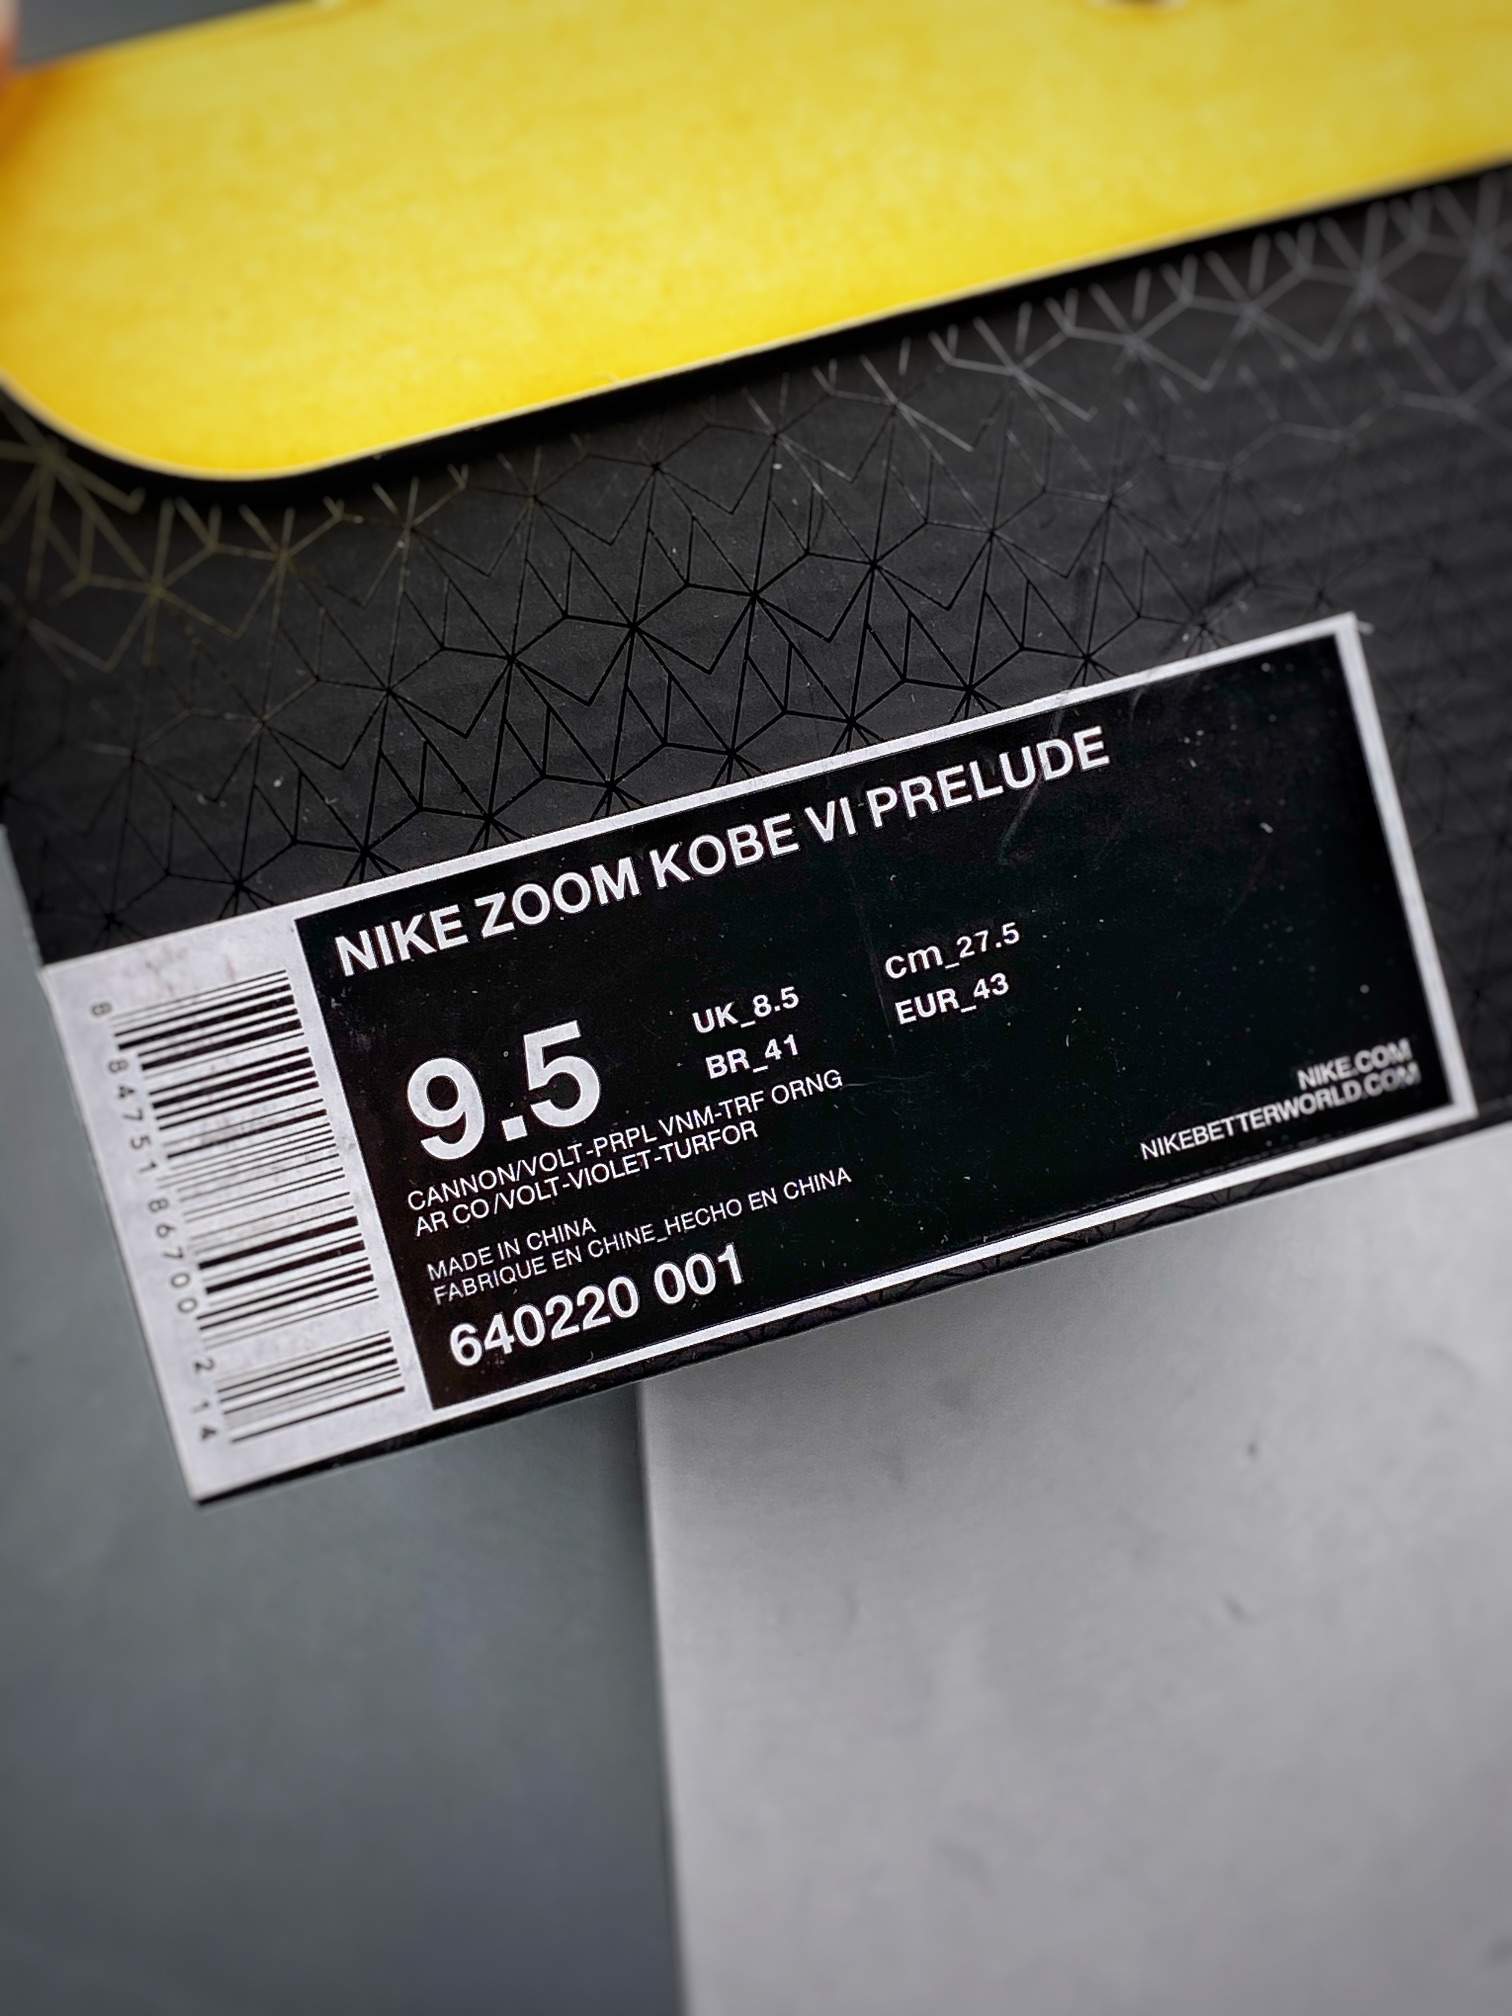 NIKE ZOOM KOBE VI PRELUDE
9.5
UK_8.5
cm_27.5
BR_41
EUR_43
CANNON/VOLT-PRPL VNM-TRF ORNG
AR CO/VOLT-VIOLET-TURFOR
MADE IN CHINA
FABRIQUE EN CHINE_HECHO EN CHINA
640220 001
NIKE.COM
NIKEBETTERWORLD.COM
8 84751 86700 2 14